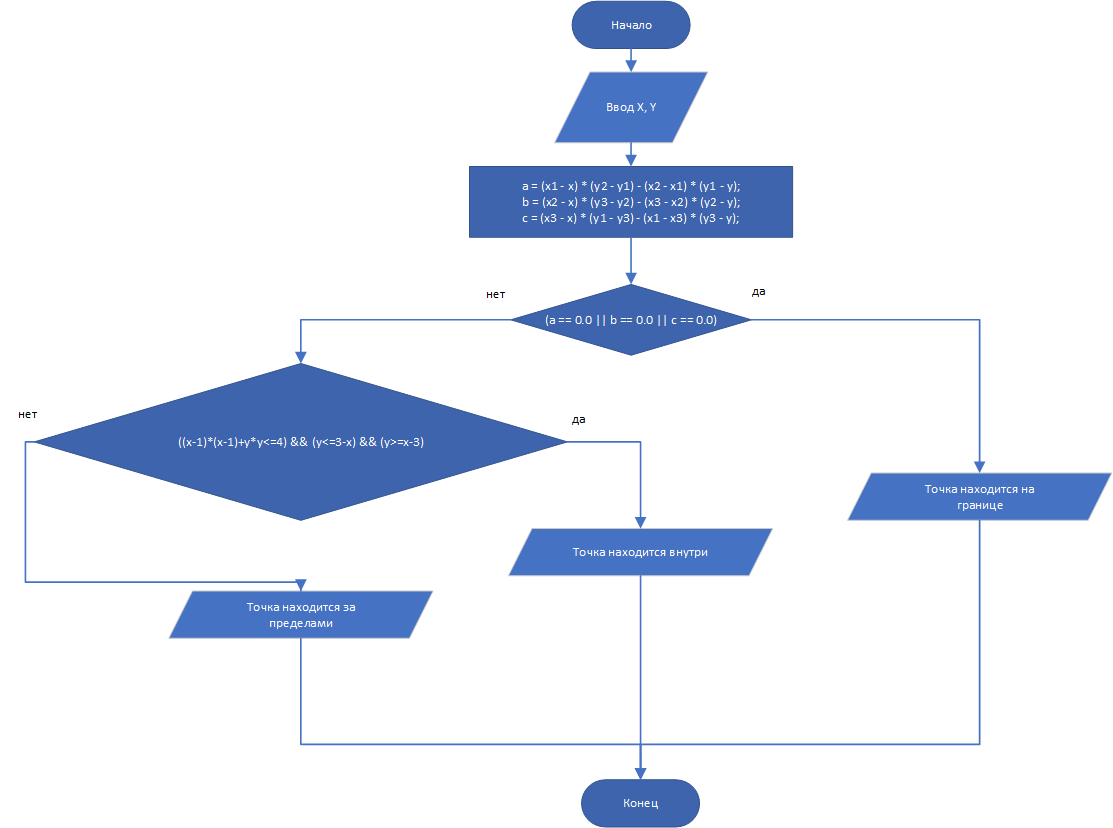 Начало
Ввод X, Y
a = (x1 - x) * (y2 - y1) - (x2 - x1) * (y1 - y);
b = (x2 - x) * (y3 - y2) - (x3 - x2) * (y2 - y);
c = (x3 - x) * (y1 - y3) - (x1 - x3) * (y3 - y);
нет
да
(a == 0.0 || b == 0.0 || c == 0.0)
нет
да
((x-1)*(x-1)+y*y<=4) && (y<=3-x) && (y>=x-3)
Точка находится на
границе
Точка находится внутри
Точка находится за
пределами
Конец